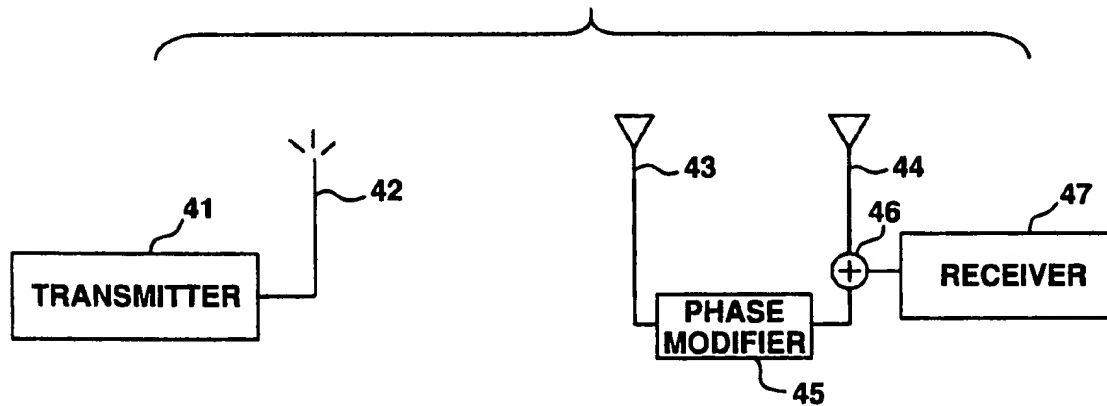 41
TRANSMITTER
42
43
44
46
47
RECEIVER
PHASE
MODIFIER
45